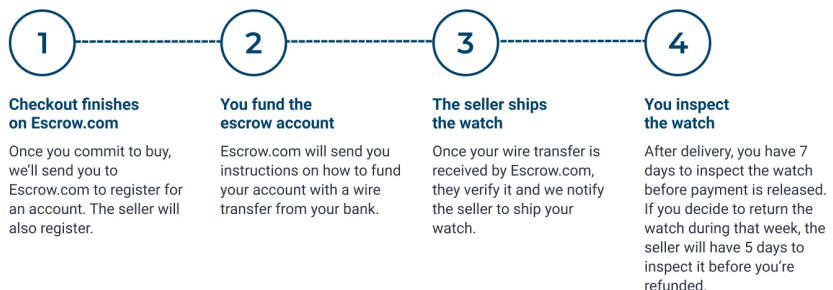 1
2
3
4
Checkout finishes
on Escrow.com
Once you commit to buy,
we'll send you to
Escrow.com to register for
an account. The seller will
also register.
You fund the
escrow account
Escrow.com will send you
instructions on how to fund
your account with a wire
transfer from your bank.
The seller ships
the watch
Once your wire transfer is
received by Escrow.com,
they verify it and we notify
the seller to ship your
watch.
You inspect
the watch
After delivery, you have 7
days to inspect the watch
before payment is released.
If you decide to return the
watch during that week, the
seller will have 5 days to
inspect it before you're
refunded.